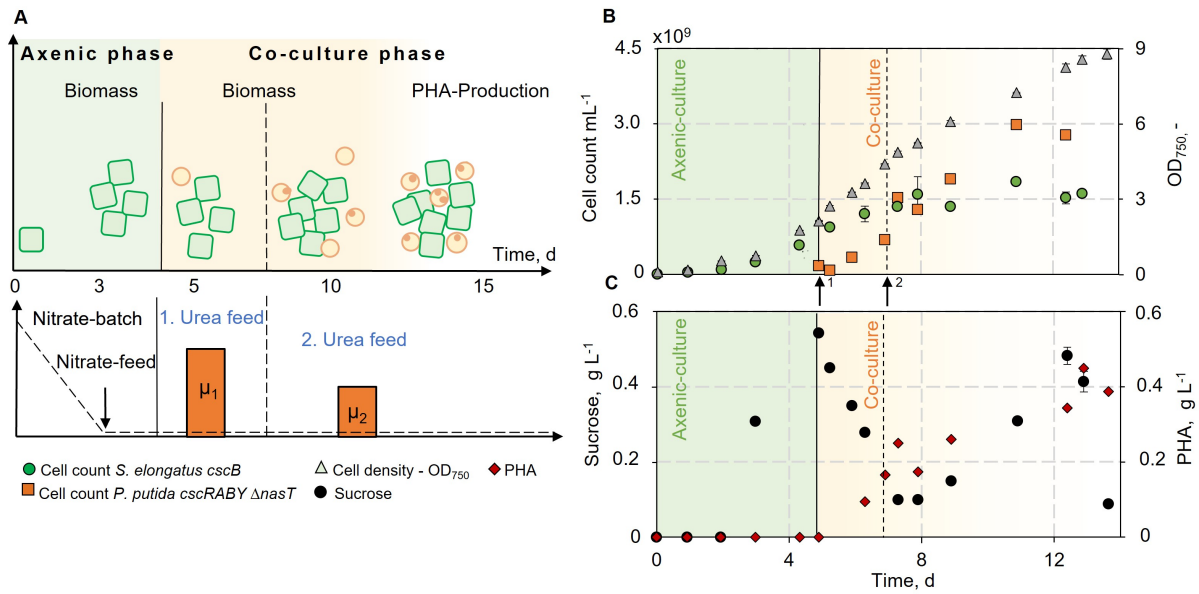 A
Axenic phase
Co-culture phase
Biomass
Biomass
PHA-Production
Time, d
0
3
5
10
15
Nitrate-batch
Nitrate-feed
1. Urea feed
2. Urea feed
μ1
μ2
Cell count S. elongatus cscB
Cell density - OD750
PHA
Cell count P. putida cscRABY ΔnasT
Sucrose
B
x10⁹
4.5
3.0
1.5
0
Cell count mL-1
Axenic-culture
Co-culture
9
6
3
0
OD750, -
1
2
C
0.6
0.4
0.2
0
Sucrose, g L-1
Axenic-culture
Co-culture
0.6
0.4
0.2
0
PHA, g L-1
0
4
8
12
Time, d